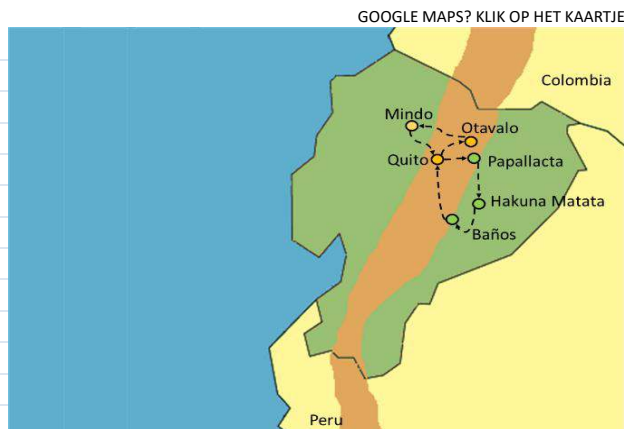 GOOGLE MAPS? KLIK OP HET KAARTJE
Colombia
Mindo
Otavalo
Quito
Papallacta
Hakuna Matata
Baños
Peru